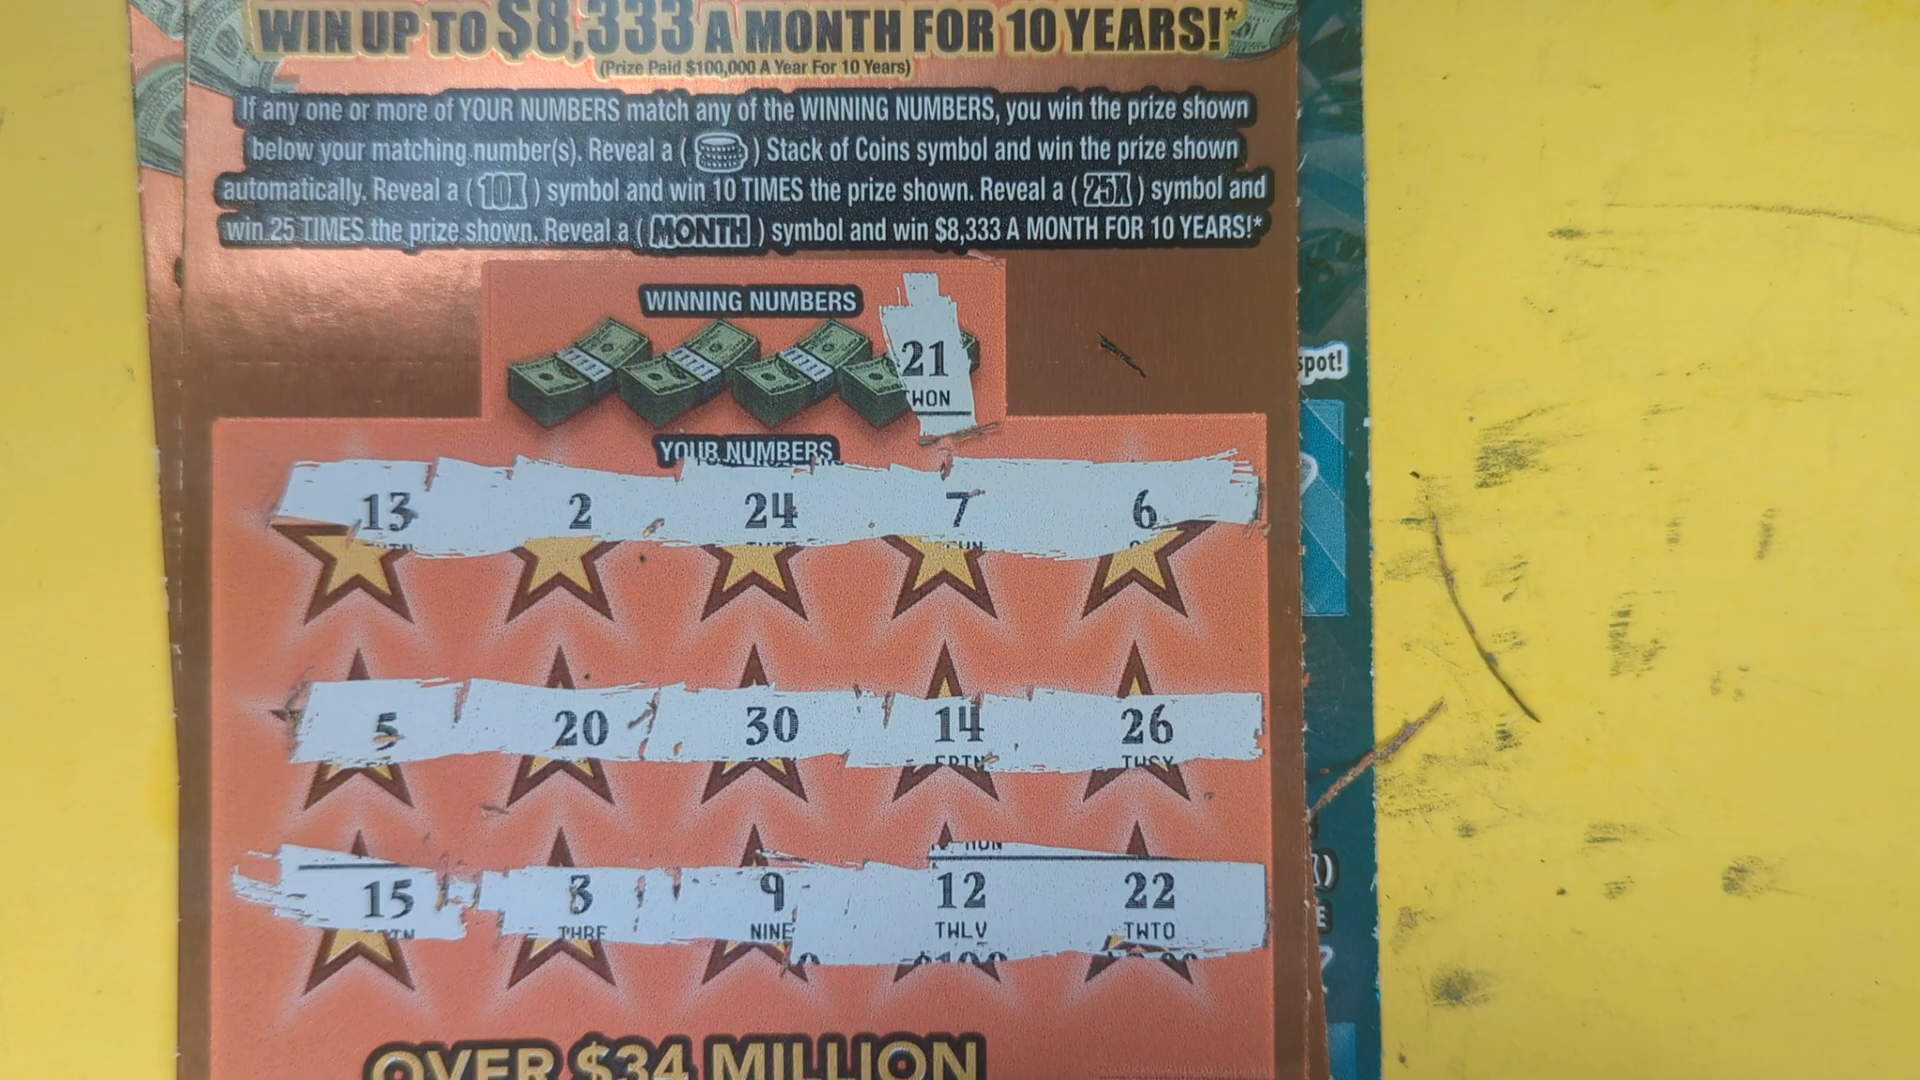 WIN UP TO $8,333 A MONTH FOR 10 YEARS!*
(Prize Paid $100,000 A Year For 10 Years)
If any one or more of YOUR NUMBERS match any of the WINNING NUMBERS, you win the prize shown
below your matching number(s). Reveal a ( ) Stack of Coins symbol and win the prize shown
automatically. Reveal a (10X) symbol and win 10 TIMES the prize shown. Reveal a (25X) symbol and
win 25 TIMES the prize shown. Reveal a (MONTH) symbol and win $8,333 A MONTH FOR 10 YEARS!*
WINNING NUMBERS
21
TWON
spot!
YOUR NUMBERS
13 2 24 7 6
5 20 30 14 26
FRTN THSX
15 3 9 12 22
THRE NINE TWLV TWTO
OVER $34 MILLION